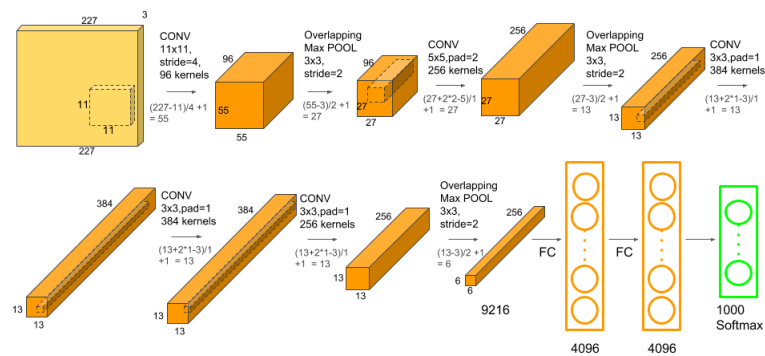 227
3
11
11
227
CONV
11x11,
stride=4,
96 kernels
(227-11)/4 +1
= 55
96
55
55
Overlapping
Max POOL
3x3,
stride=2
(55-3)/2 +1
= 27
96
27
27
CONV
5x5,pad=2
256 kernels
(27+2*2-5)/1
+1 = 27
256
27
27
Overlapping
Max POOL
3x3,
stride=2
(27-3)/2 +1
= 13
256
13
13
CONV
3x3,pad=1
384 kernels
(13+2*1-3)/1
+1 = 13
384
13
13
CONV
3x3,pad=1
384 kernels
(13+2*1-3)/1
+1 = 13
384
13
13
CONV
3x3,pad=1
256 kernels
(13+2*1-3)/1
+1 = 13
256
13
13
Overlapping
Max POOL
3x3,
stride=2
(13-3)/2 +1
= 6
256
6
6
9216
FC
4096
FC
4096
1000
Softmax